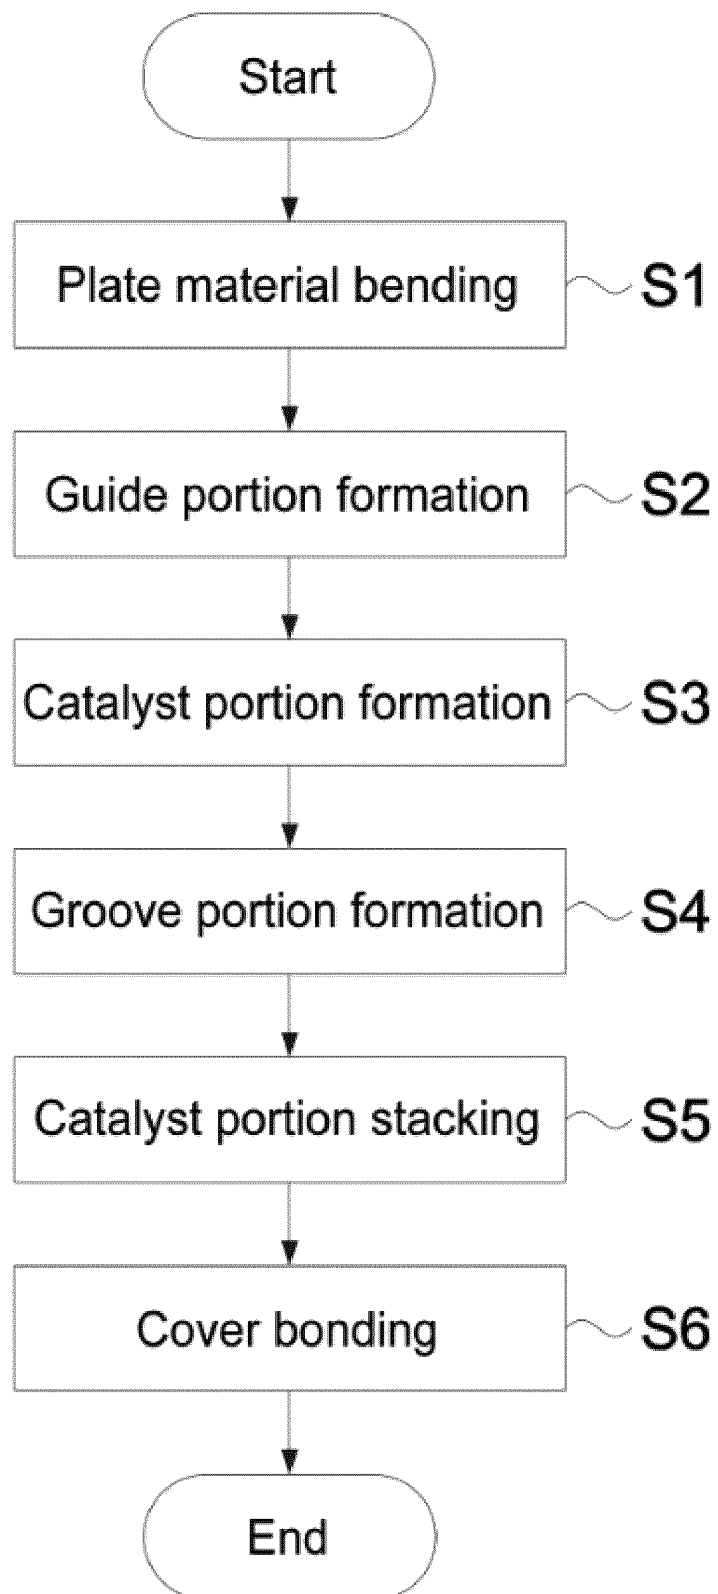 Start
Plate material bending S1
Guide portion formation S2
Catalyst portion formation S3
Groove portion formation S4
Catalyst portion stacking S5
Cover bonding S6
End